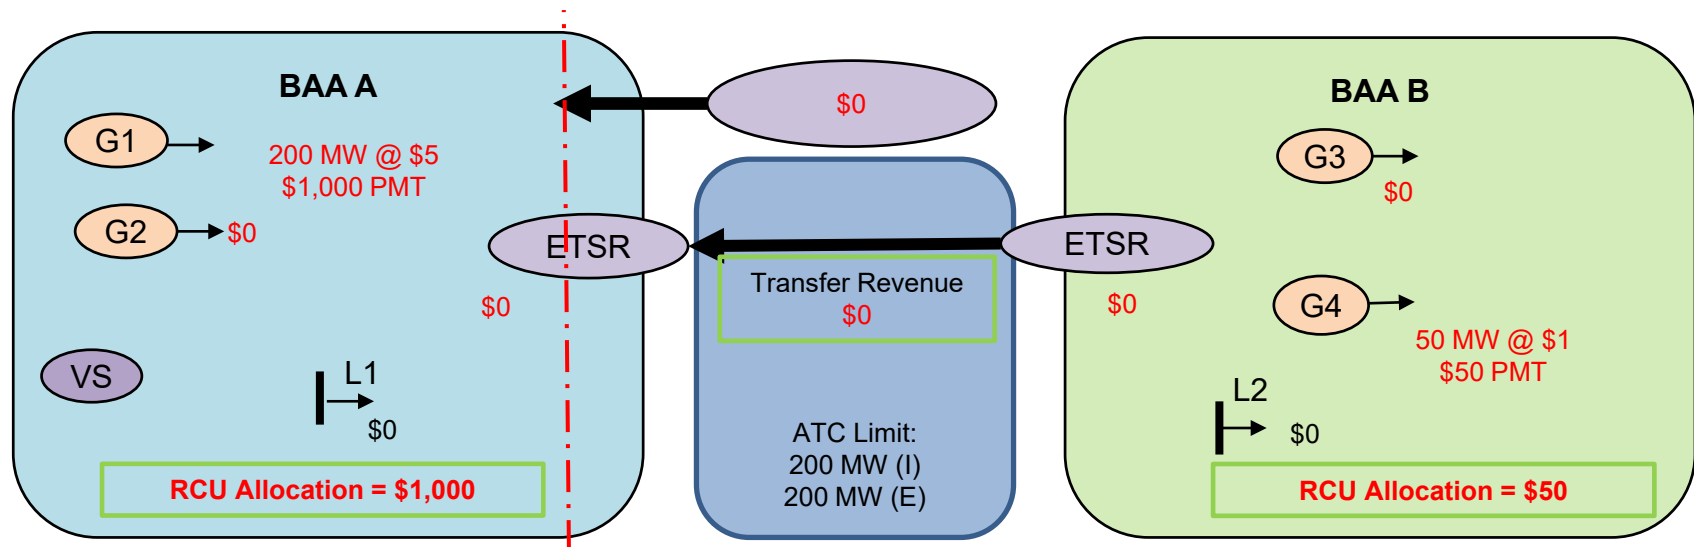 BAA A
G1
200 MW @ $5
$1,000 PMT
G2
$0
ETSR
$0
VS
L1
$0
RCU Allocation = $1,000
$0
Transfer Revenue
$0
ATC Limit:
200 MW (I)
200 MW (E)
BAA B
G3
$0
ETSR
$0
G4
50 MW @ $1
$50 PMT
L2
$0
RCU Allocation = $50